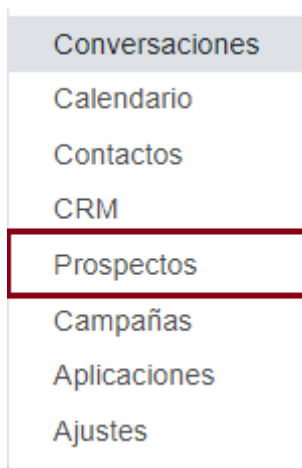 Conversaciones
Calendario
Contactos
CRM
Prospectos
Campañas
Aplicaciones
Ajustes